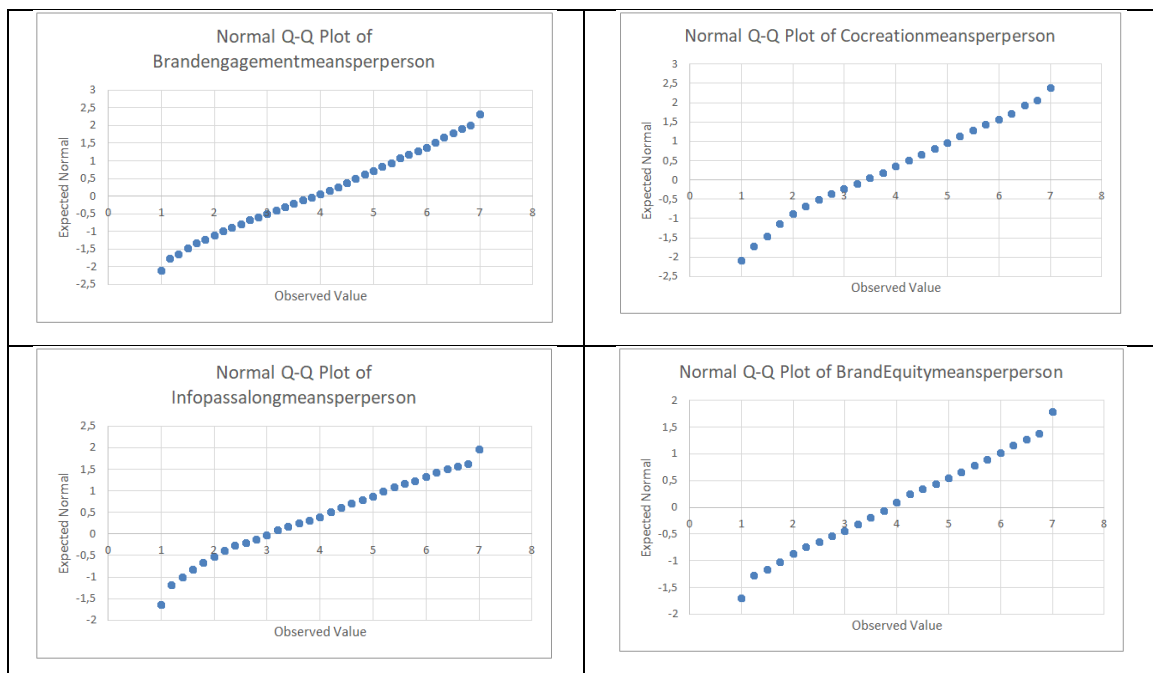 Normal Q-Q Plot of
Brandengagementmeansperperson
3
2,5
2
1,5
1
0,5
0
-0,5
-1
-1,5
-2
-2,5
0 1 2 3 4 5 6 7 8
Expected Normal
Observed Value
Normal Q-Q Plot of Cocreationmeansperperson
3
2,5
2
1,5
1
0,5
0
-0,5
-1
-1,5
-2
-2,5
0 1 2 3 4 5 6 7 8
Expected Normal
Observed Value
Normal Q-Q Plot of
Infopassalongmeansperperson
2,5
2
1,5
1
0,5
0
-0,5
-1
-1,5
-2
0 1 2 3 4 5 6 7 8
Expected Normal
Observed Value
Normal Q-Q Plot of BrandEquitymeansperperson
2
1,5
1
0,5
0
-0,5
-1
-1,5
-2
0 1 2 3 4 5 6 7 8
Expected Normal
Observed Value